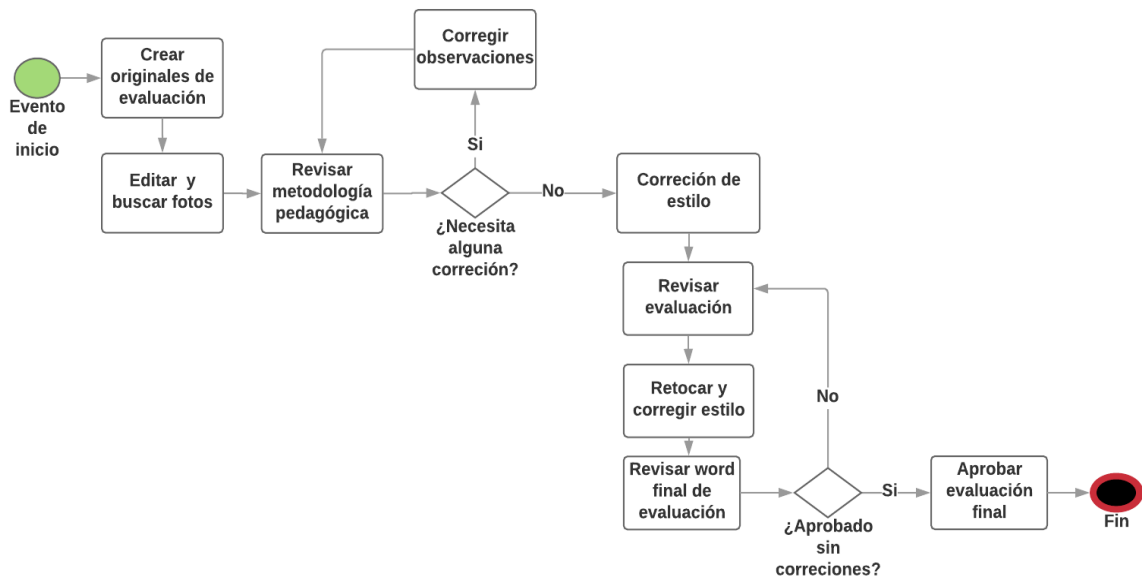 Evento
de
inicio
Crear
originales de
evaluación
Editar y
buscar fotos
Revisar
metodología
pedagógica
Corregir
observaciones
Si
¿Necesita
alguna
correción?
No
Correción de
estilo
Revisar
evaluación
Retocar y
corregir estilo
Revisar word
final de
evaluación
No
¿Aprobado
sin
correciones?
Si
Aprobar
evaluación
final
Fin